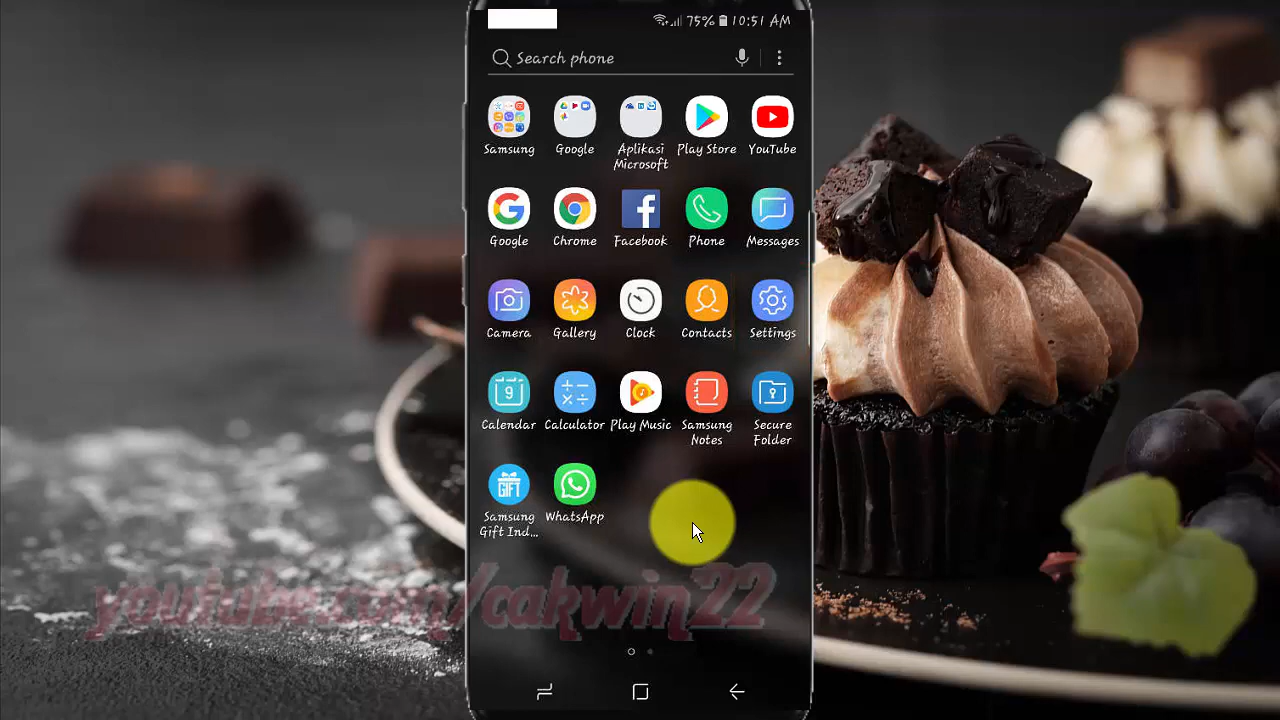 75% 10:51 AM
Search phone
Samsung Google Aplikasi Microsoft Play Store YouTube
Google Chrome Facebook Phone Messages
Camera Gallery Clock Contacts Settings
9
Calendar Calculator Play Music Samsung Notes Secure Folder
GIFT
Samsung Gift Ind... WhatsApp
youtube.com/cakwin22